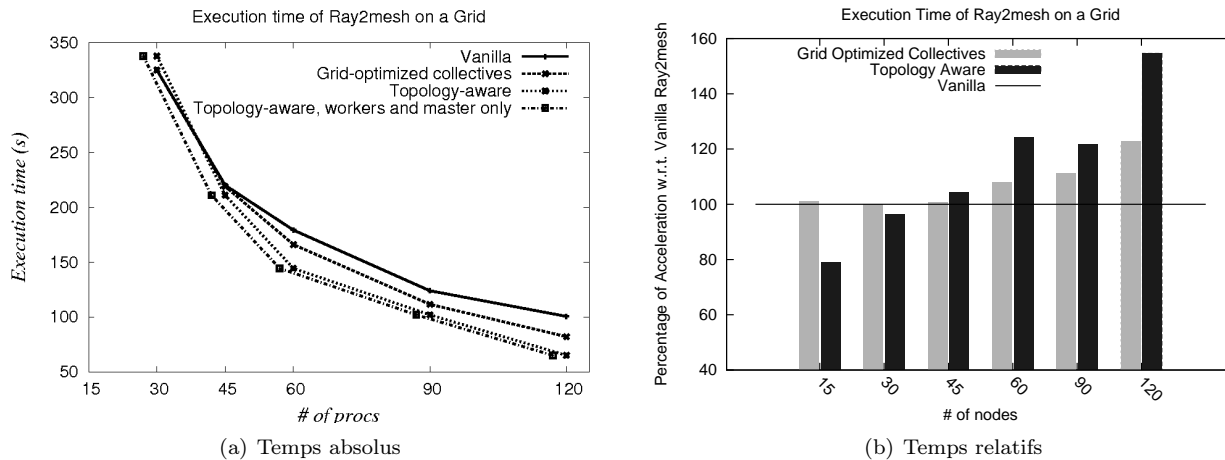 Execution time of Ray2mesh on a Grid
350
300
250
200
150
100
50
Execution time (s)
Vanilla
Grid-optimized collectives
Topology-aware
Topology-aware, workers and master only
15 30 45 60 90 120
# of procs
(a) Temps absolus
Execution Time of Ray2mesh on a Grid
160
140
120
100
80
60
40
Percentage of Acceleration w.r.t. Vanilla Ray2mesh
Grid Optimized Collectives
Topology Aware
Vanilla
15 30 45 60 90 120
# of nodes
(b) Temps relatifs